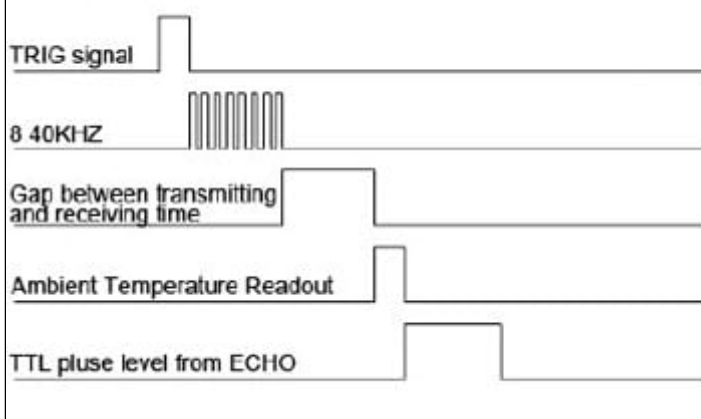 TRIG signal
8 40KHZ
Gap between transmitting
and receiving time
Ambient Temperature Readout
TTL pluse level from ECHO